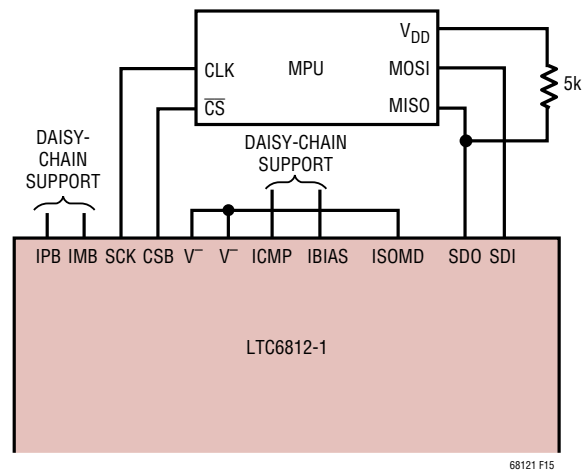 V_DD
CLK MPU MOSI
C̅S̅ MISO
5k
DAISY-
CHAIN
SUPPORT
DAISY-CHAIN
SUPPORT
IPB IMB SCK CSB V⁻ V⁻ ICMP IBIAS ISOMD SDO SDI
LTC6812-1
68121 F15